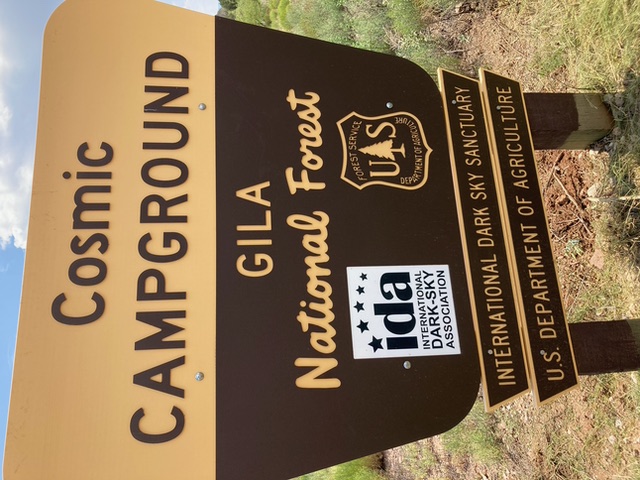 Cosmic
CAMPGROUND
GILA
National Forest
ida
INTERNATIONAL
DARK-SKY
ASSOCIATION
FOREST SERVICE
U S
DEPARTMENT OF AGRICULTURE
INTERNATIONAL DARK SKY SANCTUARY
U.S. DEPARTMENT OF AGRICULTURE